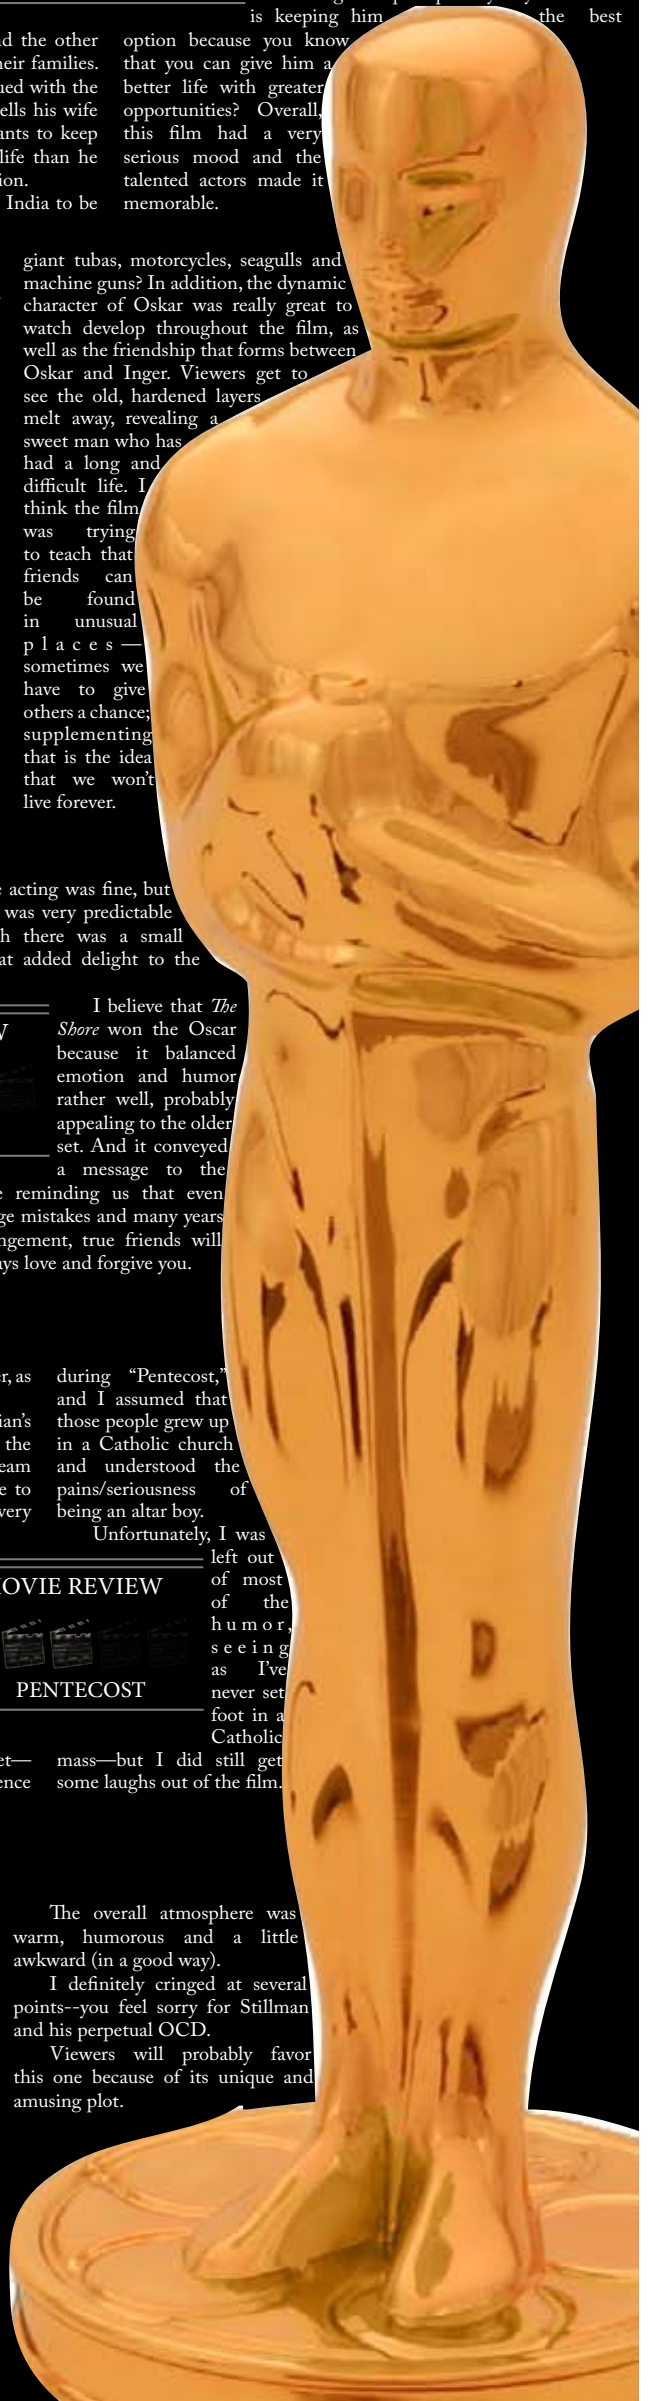 is keeping him the best
d the other
heir families.
ued with the
ells his wife
ants to keep
life than he
ion.
India to be
option because you know
that you can give him a
better life with greater
opportunities? Overall,
this film had a very
serious mood and the
talented actors made it
memorable.
giant tubas, motorcycles, seagulls and
machine guns? In addition, the dynamic
character of Oskar was really great to
watch develop throughout the film, as
well as the friendship that forms between
Oskar and Inger. Viewers get to
see the old, hardened layers
melt away, revealing a
sweet man who has
had a long and
difficult life. I
think the film
was trying
to teach that
friends can
be found
in unusual
places—
sometimes we
have to give
others a chance;
supplementing
that is the idea
that we won't
live forever.
e acting was fine, but
was very predictable
h there was a small
at added delight to the
W
I believe that The
Shore won the Oscar
because it balanced
emotion and humor
rather well, probably
appealing to the older
set. And it conveyed
a message to the
e reminding us that even
ge mistakes and many years
ngement, true friends will
ays love and forgive you.
er, as
ian's
the
eam
e to
very
during “Pentecost,”
and I assumed that
those people grew up
in a Catholic church
and understood the
pains/seriousness of
being an altar boy.
Unfortunately, I was
left out
of most
of the
humor,
seeing
as I've
never set
foot in a
Catholic
OVIE REVIEW
PENTECOST
et—
ence
mass—but I did still get
some laughs out of the film.
The overall atmosphere was
warm, humorous and a little
awkward (in a good way).
I definitely cringed at several
points--you feel sorry for Stillman
and his perpetual OCD.
Viewers will probably favor
this one because of its unique and
amusing plot.